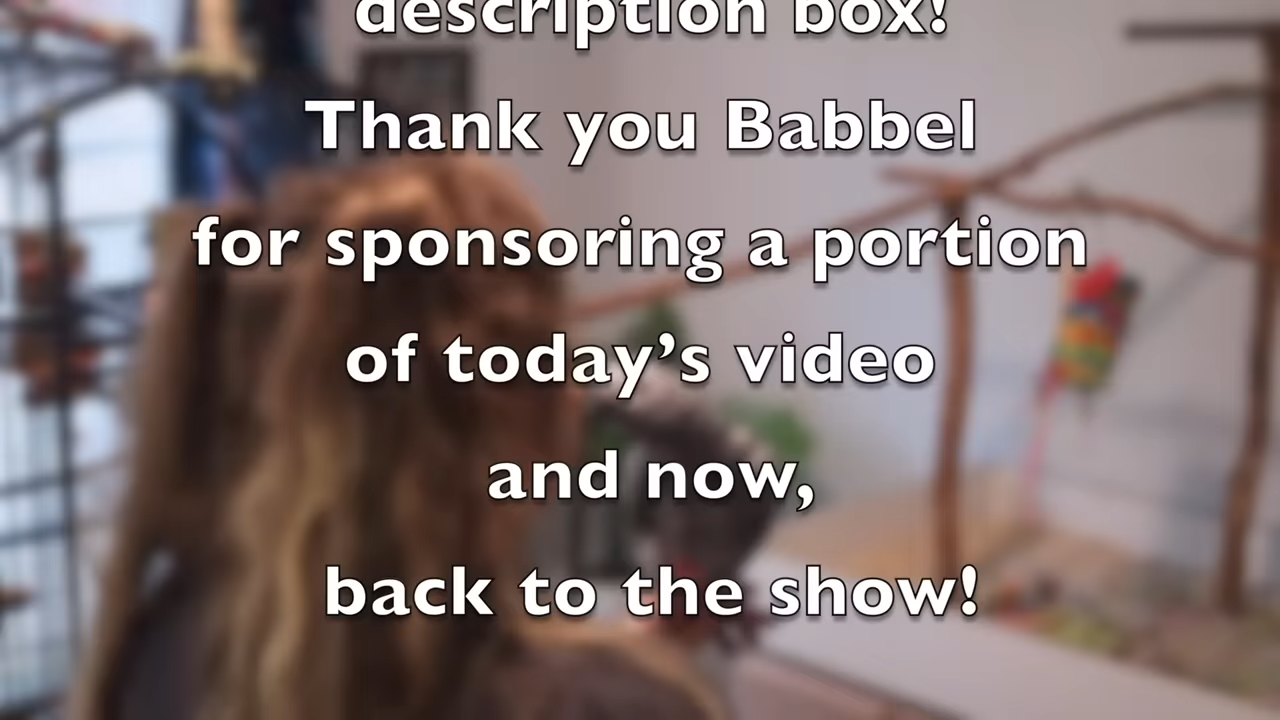 description box!
Thank you Babbel
for sponsoring a portion
of today’s video
and now,
back to the show!